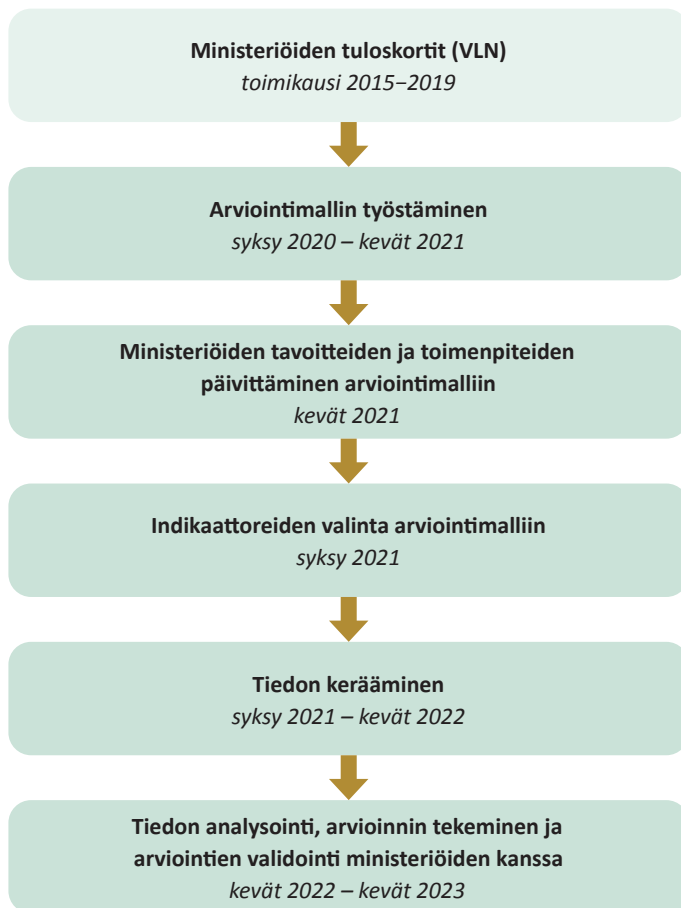 Ministeriöiden tuloskortit (VLN)
toimikausi 2015–2019
Arviointimallin työstäminen
syksy 2020 – kevät 2021
Ministeriöiden tavoitteiden ja toimenpiteiden
päivittäminen arviointimalliin
kevät 2021
Indikaattoreiden valinta arviointimalliin
syksy 2021
Tiedon kerääminen
syksy 2021 – kevät 2022
Tiedon analysointi, arvioinnin tekeminen ja
arviointien validointi ministeriöiden kanssa
kevät 2022 – kevät 2023